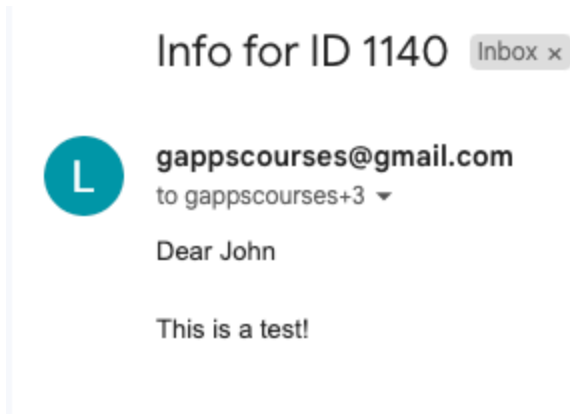 Info for ID 1140 Inbox ×
L
gappscourses@gmail.com
to gappscourses+3
Dear John
This is a test!